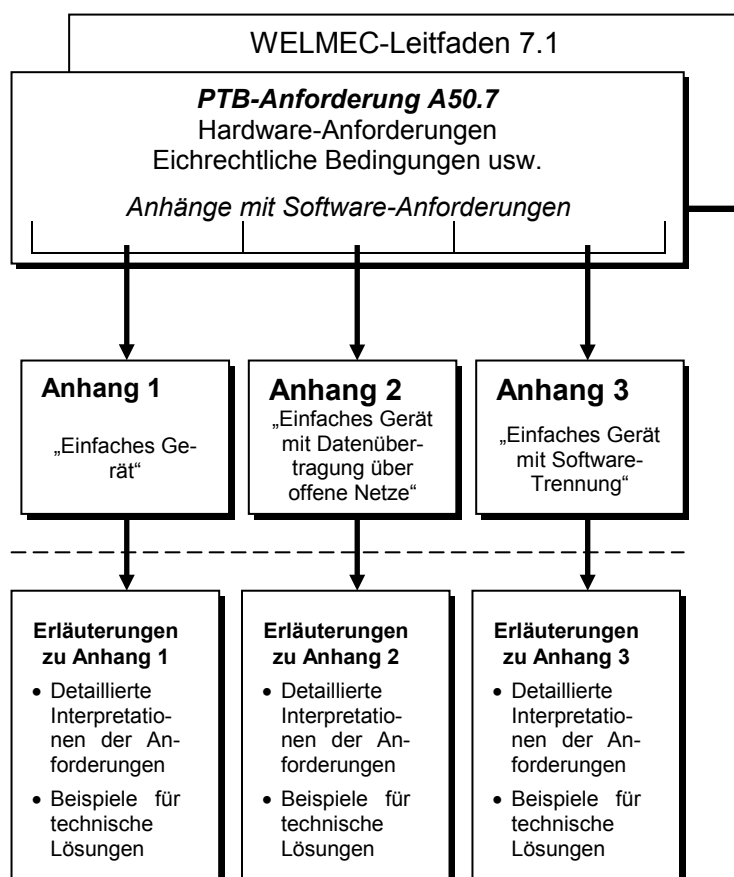 WELMEC-Leitfaden 7.1
PTB-Anforderung A50.7
Hardware-Anforderungen
Eichrechtliche Bedingungen usw.
Anhänge mit Software-Anforderungen
Anhang 1
„Einfaches Ge-
rät“
Anhang 2
„Einfaches Gerät
mit Datenüber-
tragung über
offene Netze“
Anhang 3
„Einfaches Gerät
mit Software-
Trennung“
Erläuterungen
zu Anhang 1
• Detaillierte
Interpretatio-
nen der An-
forderungen
• Beispiele für
technische
Lösungen
Erläuterungen
zu Anhang 2
• Detaillierte
Interpretatio-
nen der An-
forderungen
• Beispiele für
technische
Lösungen
Erläuterungen
zu Anhang 3
• Detaillierte
Interpretatio-
nen der An-
forderungen
• Beispiele für
technische
Lösungen